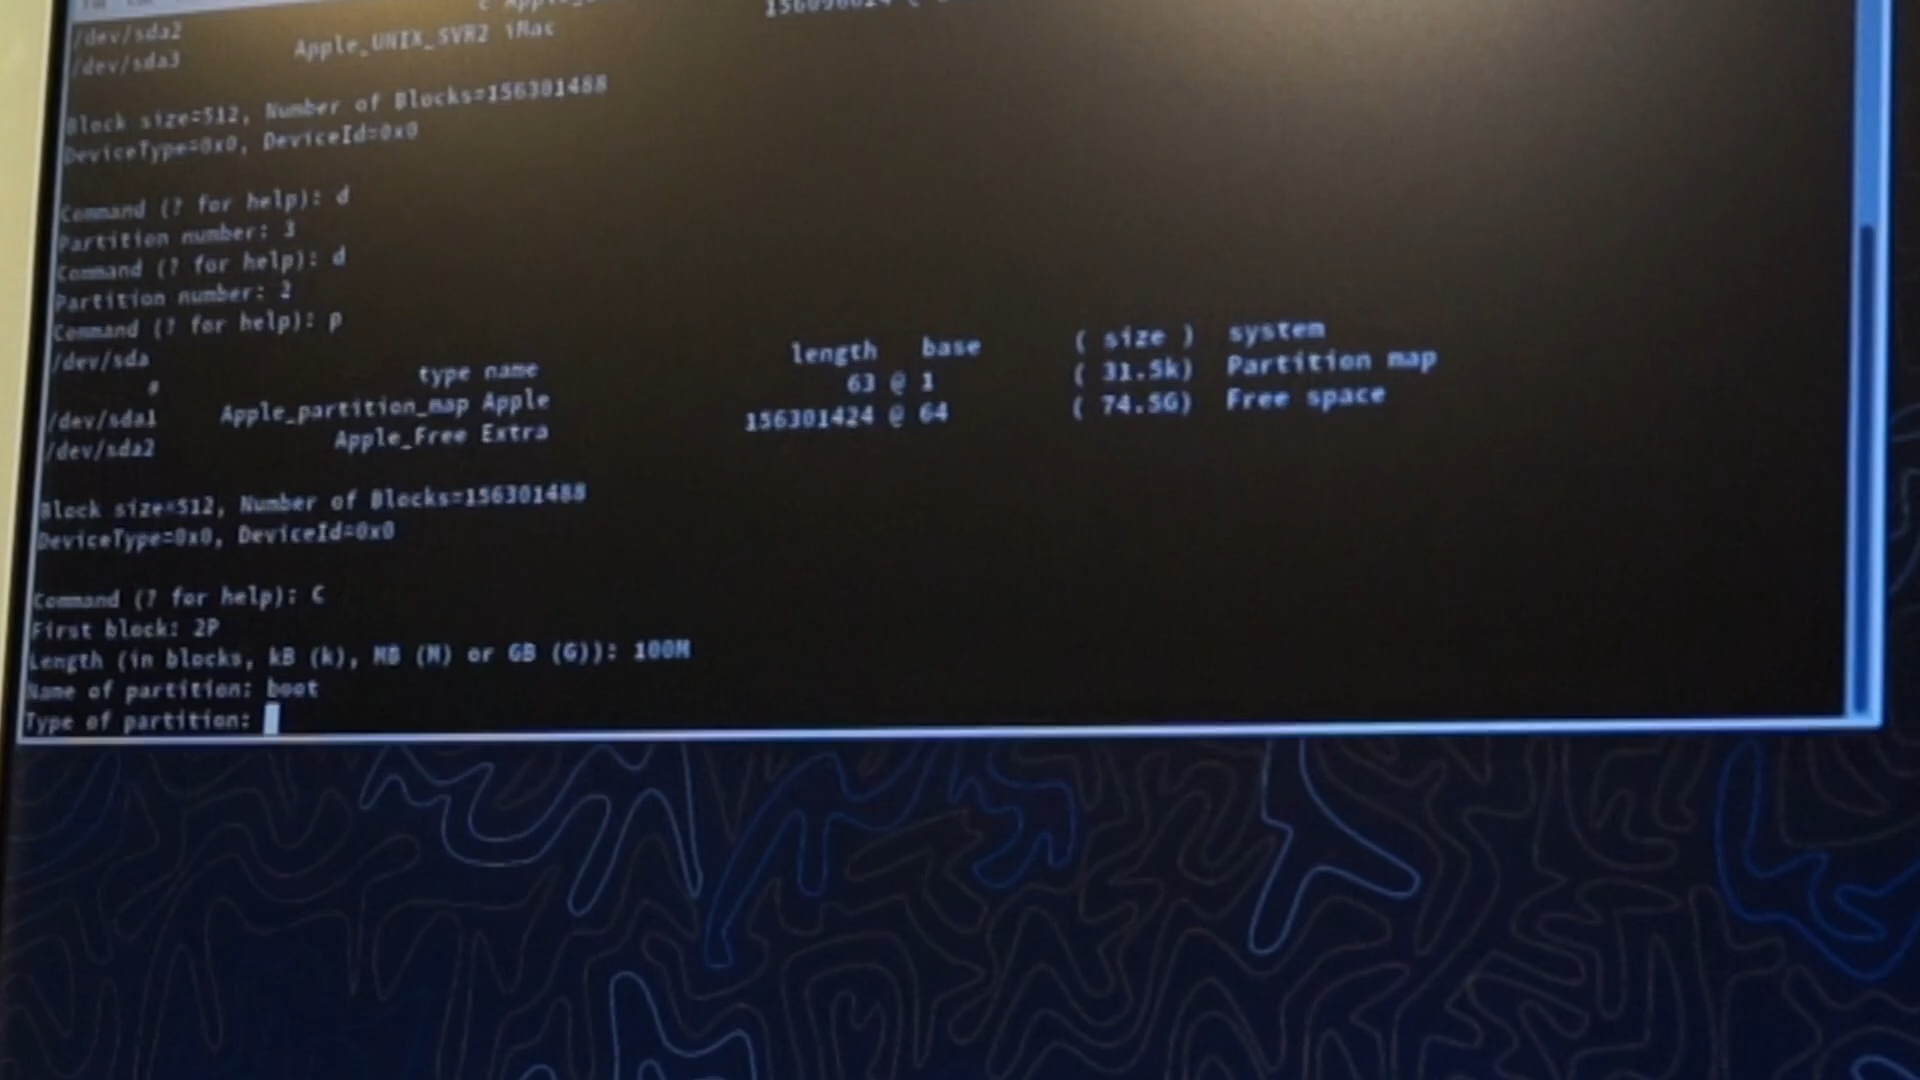 /dev/sda2
/dev/sda3 Apple_UNIX_SVR2 iMac
Block size=512, Number of Blocks=156301488
DeviceType=0x0, DeviceId=0x0
Command (? for help): d
Partition number: 3
Command (? for help): d
Partition number: 2
Command (? for help): p
/dev/sda
# type name length base ( size ) system
/dev/sda1 Apple_partition_map Apple 63 @ 1 ( 31.5k) Partition map
/dev/sda2 Apple_Free Extra 156301424 @ 64 ( 74.5G) Free space
Block size=512, Number of Blocks=156301488
DeviceType=0x0, DeviceId=0x0
Command (? for help): C
First block: 2P
Length (in blocks, kB (k), MB (M) or GB (G)): 100M
Name of partition: boot
Type of partition: